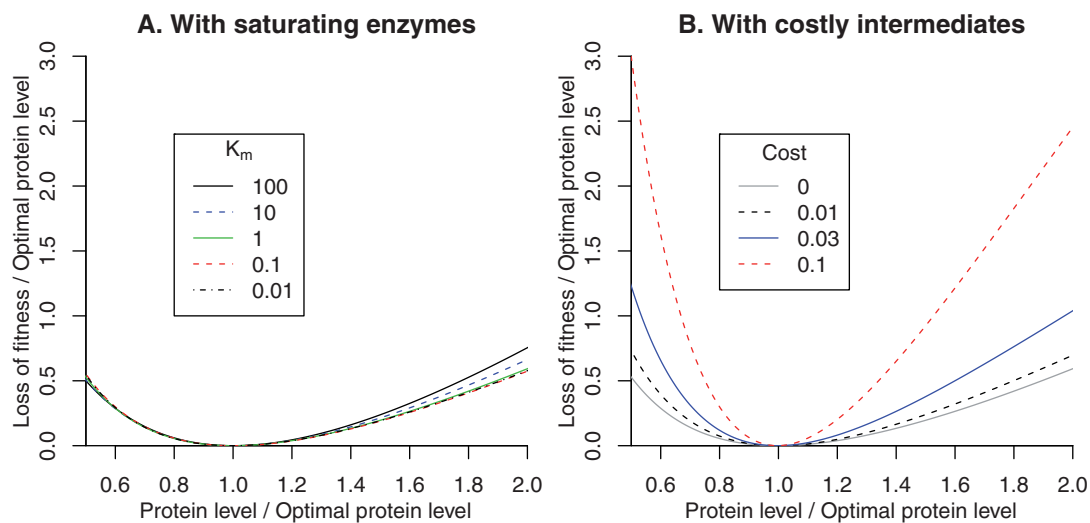 A. With saturating enzymes
Loss of fitness / Optimal protein level
3.0
2.5
2.0
1.5
1.0
0.5
0.0
Km
100
10
1
0.1
0.01
0.6 0.8 1.0 1.2 1.4 1.6 1.8 2.0
Protein level / Optimal protein level
B. With costly intermediates
Loss of fitness / Optimal protein level
3.0
2.5
2.0
1.5
1.0
0.5
0.0
Cost
0
0.01
0.03
0.1
0.6 0.8 1.0 1.2 1.4 1.6 1.8 2.0
Protein level / Optimal protein level